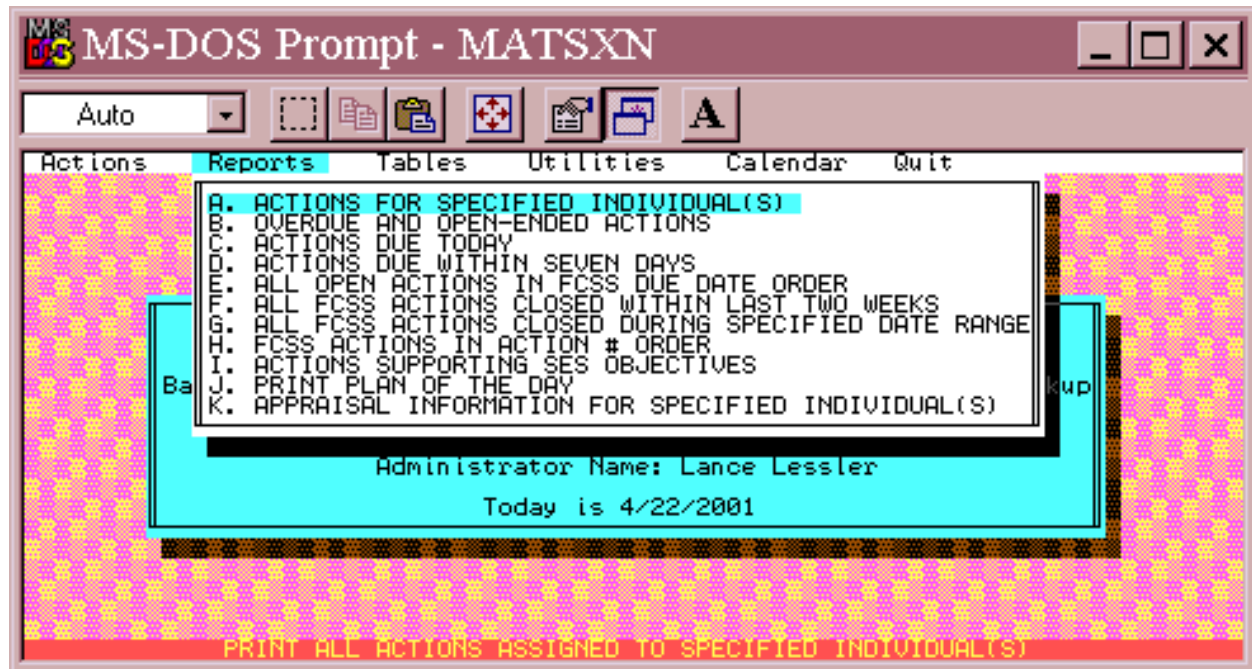 MS-DOS Prompt - MATSXN
Auto
A
Actions Reports Tables Utilities Calendar Quit
A. ACTIONS FOR SPECIFIED INDIVIDUAL(S)
B. OVERDUE AND OPEN-ENDED ACTIONS
C. ACTIONS DUE TODAY
D. ACTIONS DUE WITHIN SEVEN DAYS
E. ALL OPEN ACTIONS IN FCSS DUE DATE ORDER
F. ALL FCSS ACTIONS CLOSED WITHIN LAST TWO WEEKS
G. ALL FCSS ACTIONS CLOSED DURING SPECIFIED DATE RANGE
H. FCSS ACTIONS IN ACTION # ORDER
I. ACTIONS SUPPORTING SES OBJECTIVES
Ba J. PRINT PLAN OF THE DAY kup
K. APPRAISAL INFORMATION FOR SPECIFIED INDIVIDUAL(S)
Administrator Name: Lance Lessler
Today is 4/22/2001
PRINT ALL ACTIONS ASSIGNED TO SPECIFIED INDIVIDUAL(S)